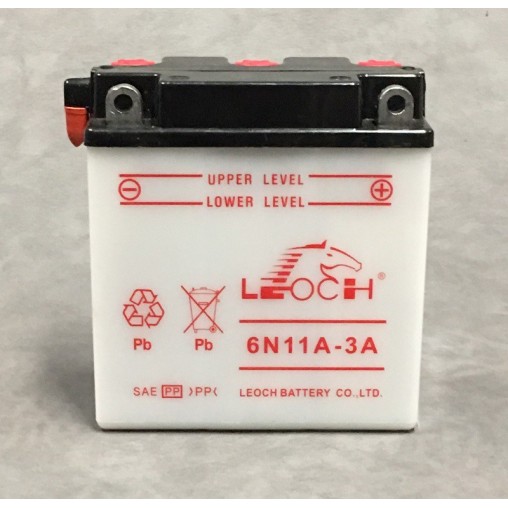 UPPER LEVEL
− +
LOWER LEVEL
LEOCH®
Pb Pb
6N11A-3A
SAE PP >PP<
LEOCH BATTERY CO.,LTD.